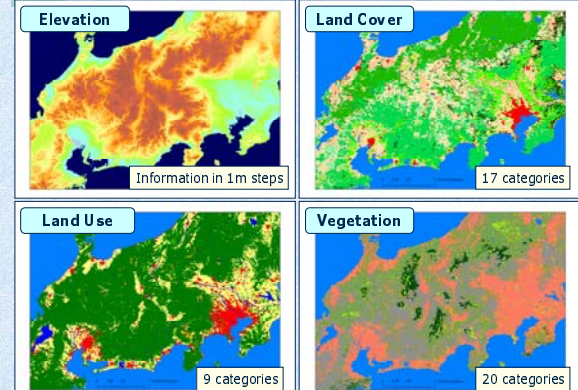 Elevation
Information in 1m steps
Land Cover
17 categories
Land Use
9 categories
Vegetation
20 categories